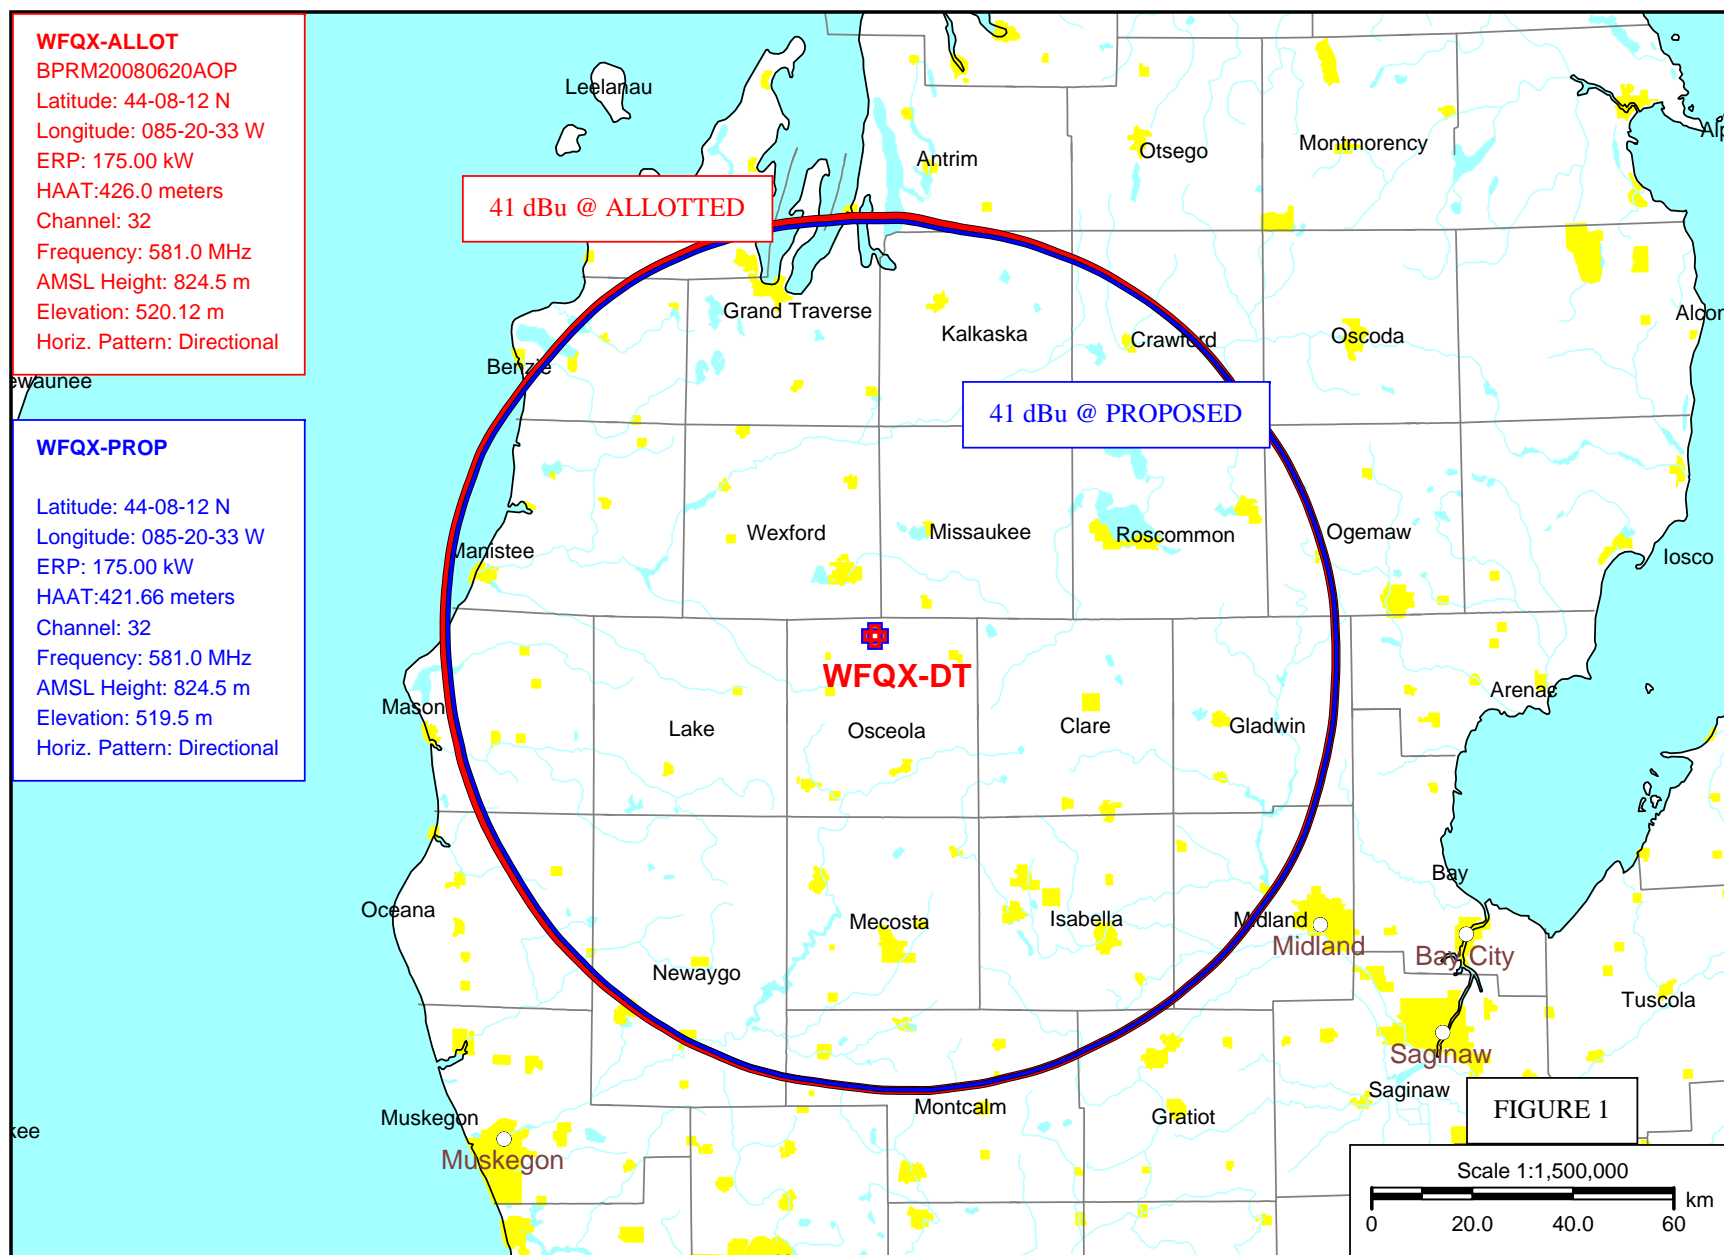 WFQX-ALLOT
BPRM20080620AOP
Latitude: 44-08-12 N
Longitude: 085-20-33 W
ERP: 175.00 kW
HAAT:426.0 meters
Channel: 32
Frequency: 581.0 MHz
AMSL Height: 824.5 m
Elevation: 520.12 m
Horiz. Pattern: Directional
ewaunee
WFQX-PROP
Latitude: 44-08-12 N
Longitude: 085-20-33 W
ERP: 175.00 kW
HAAT:421.66 meters
Channel: 32
Frequency: 581.0 MHz
AMSL Height: 824.5 m
Elevation: 519.5 m
Horiz. Pattern: Directional
kee
Leelanau
Antrim
Otsego
Montmorency
Alp
41 dBu @ ALLOTTED
Grand Traverse
Kalkaska
Crawford
Oscoda
Alcon
Benzie
41 dBu @ PROPOSED
Manistee
Wexford
Missaukee
Roscommon
Ogemaw
Iosco
WFQX-DT
Mason
Lake
Osceola
Clare
Gladwin
Arenac
Bay
Oceana
Newaygo
Mecosta
Isabella
Midland
Midland
Bay City
Tuscola
Saginaw
Saginaw
Muskegon
Muskegon
Montcalm
Gratiot
FIGURE 1
Scale 1:1,500,000
km
0 20.0 40.0 60